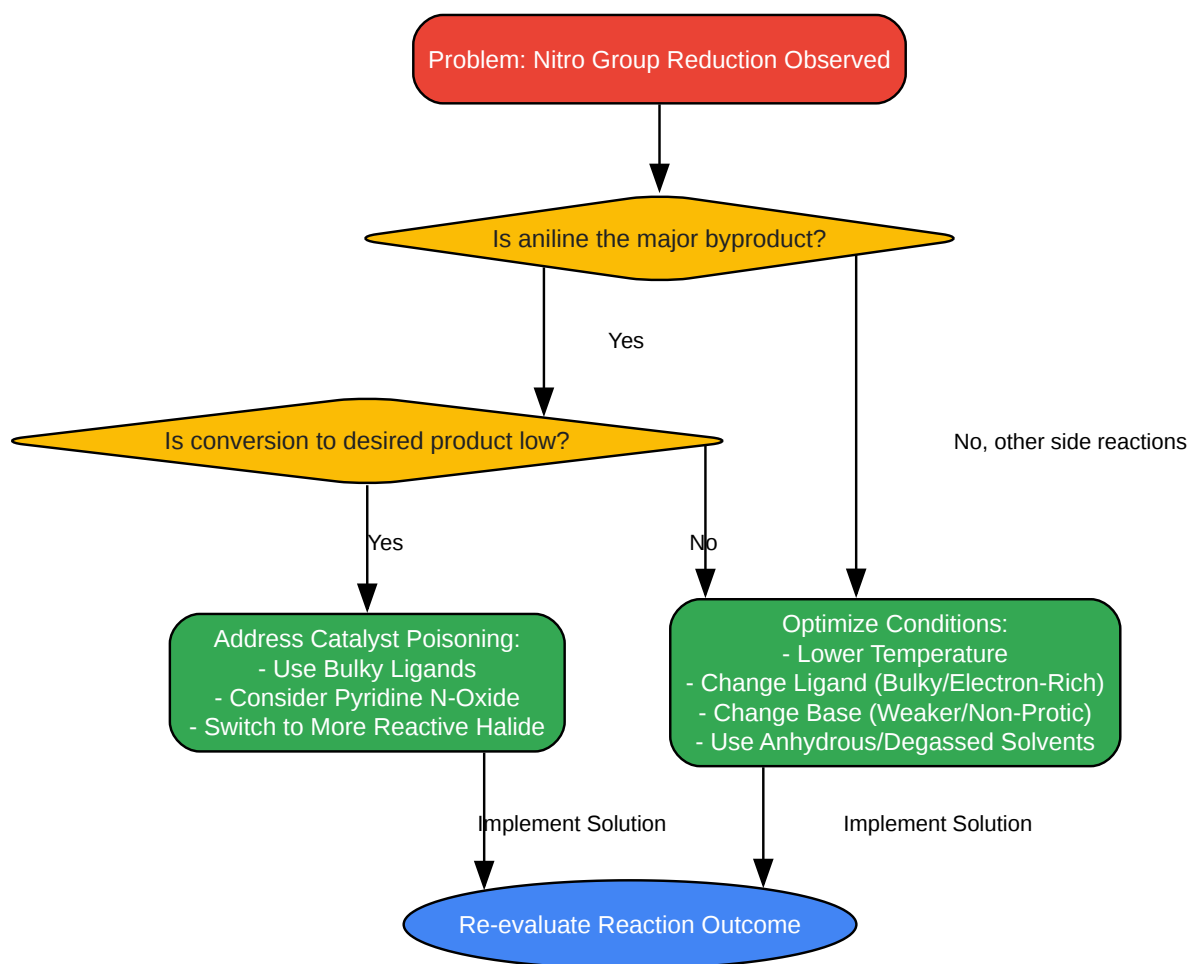 Problem: Nitro Group Reduction Observed
Is aniline the major byproduct?
Yes
Is conversion to desired product low?
No, other side reactions
Yes
No
Address Catalyst Poisoning:
- Use Bulky Ligands
- Consider Pyridine N-Oxide
- Switch to More Reactive Halide
Optimize Conditions:
- Lower Temperature
- Change Ligand (Bulky/Electron-Rich)
- Change Base (Weaker/Non-Protic)
- Use Anhydrous/Degassed Solvents
Implement Solution
Implement Solution
Re-evaluate Reaction Outcome